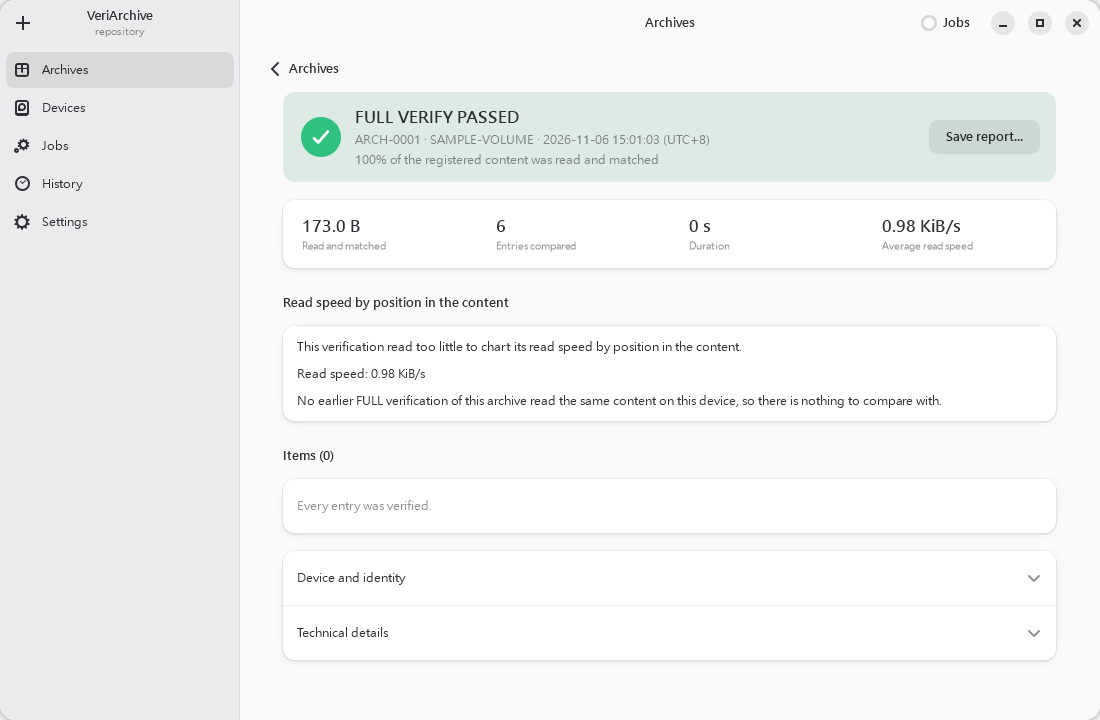 VeriArchive
repository
Archives
Devices
Jobs
History
Settings
Archives
Jobs
Archives
FULL VERIFY PASSED
ARCH-0001 · SAMPLE-VOLUME · 2026-11-06 15:01:03 (UTC+8)
100% of the registered content was read and matched
Save report...
173.0 B
Read and matched
6
Entries compared
0 s
Duration
0.98 KiB/s
Average read speed
Read speed by position in the content
This verification read too little to chart its read speed by position in the content.
Read speed: 0.98 KiB/s
No earlier FULL verification of this archive read the same content on this device, so there is nothing to compare with.
Items (0)
Every entry was verified.
Device and identity
Technical details